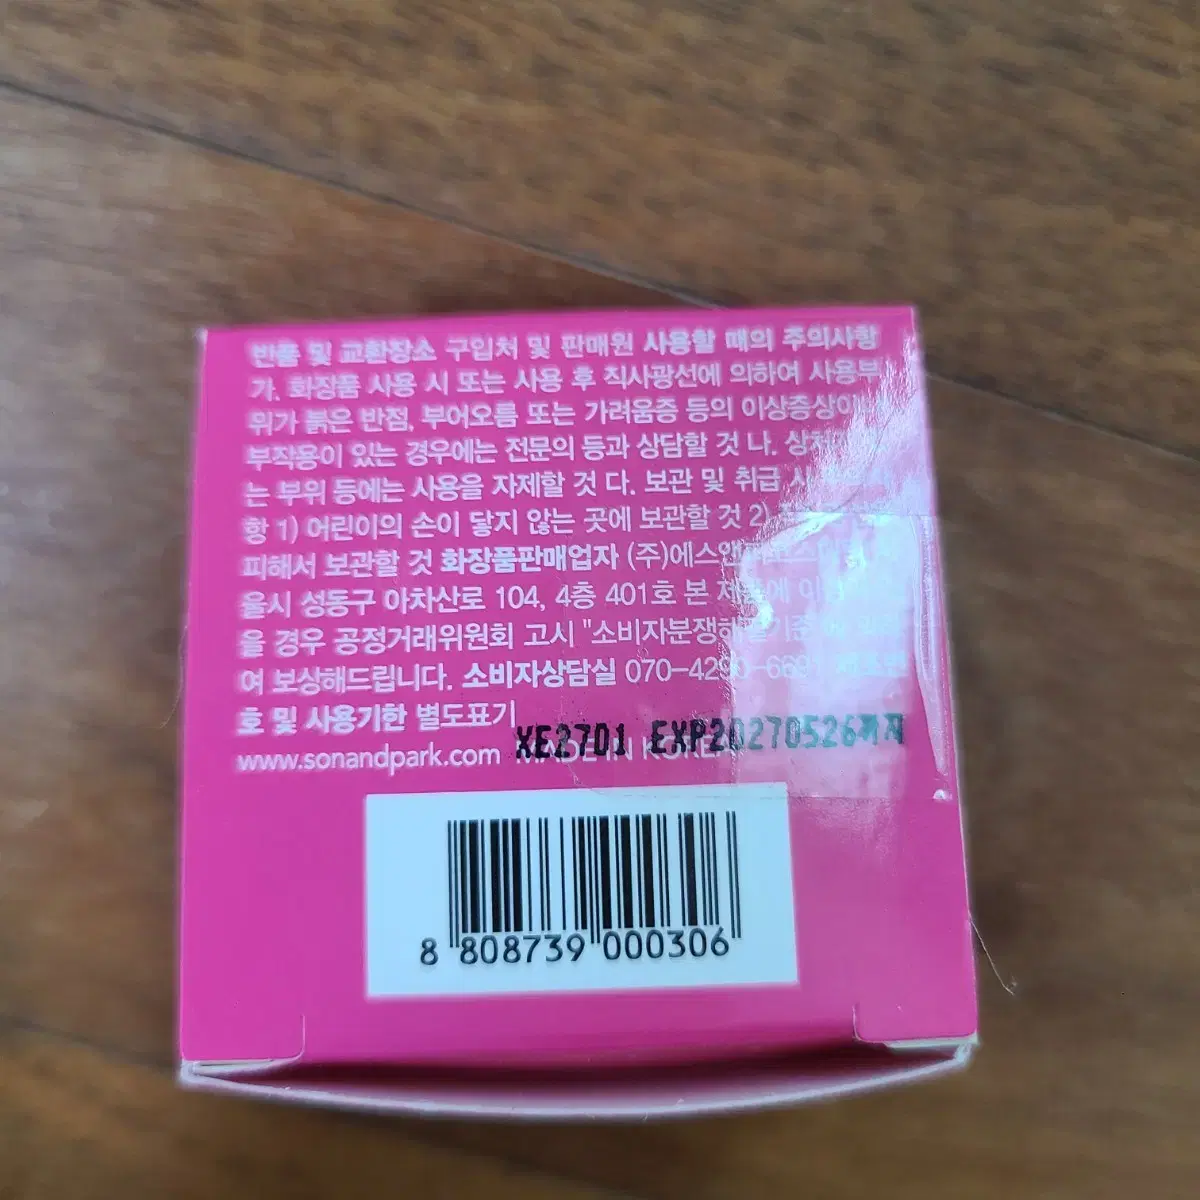 반품 및 교환장소 구입처 및 판매원 사용할 때의 주의사항
가. 화장품 사용 시 또는 사용 후 직사광선에 의하여 사용부
위가 붉은 반점, 부어오름 또는 가려움증 등의 이상증상이나
부작용이 있는 경우에는 전문의 등과 상담할 것 나. 상처
는 부위 등에는 사용을 자제할 것 다. 보관 및 취급
항 1) 어린이의 손이 닿지 않는 곳에 보관할 것 2)
피해서 보관할 것 화장품판매업자 (주)에스앤
울시 성동구 아차산로 104, 4층 401호 본 제품에
을 경우 공정거래위원회 고시 "소비자분쟁해결기준"
여 보상해드립니다. 소비자상담실 070-4290-6691 제조번
호 및 사용기한 별도표기
www.sonandpark.com MADE IN KOREA
XE2701 EXP20270526까지
8 808739 000306